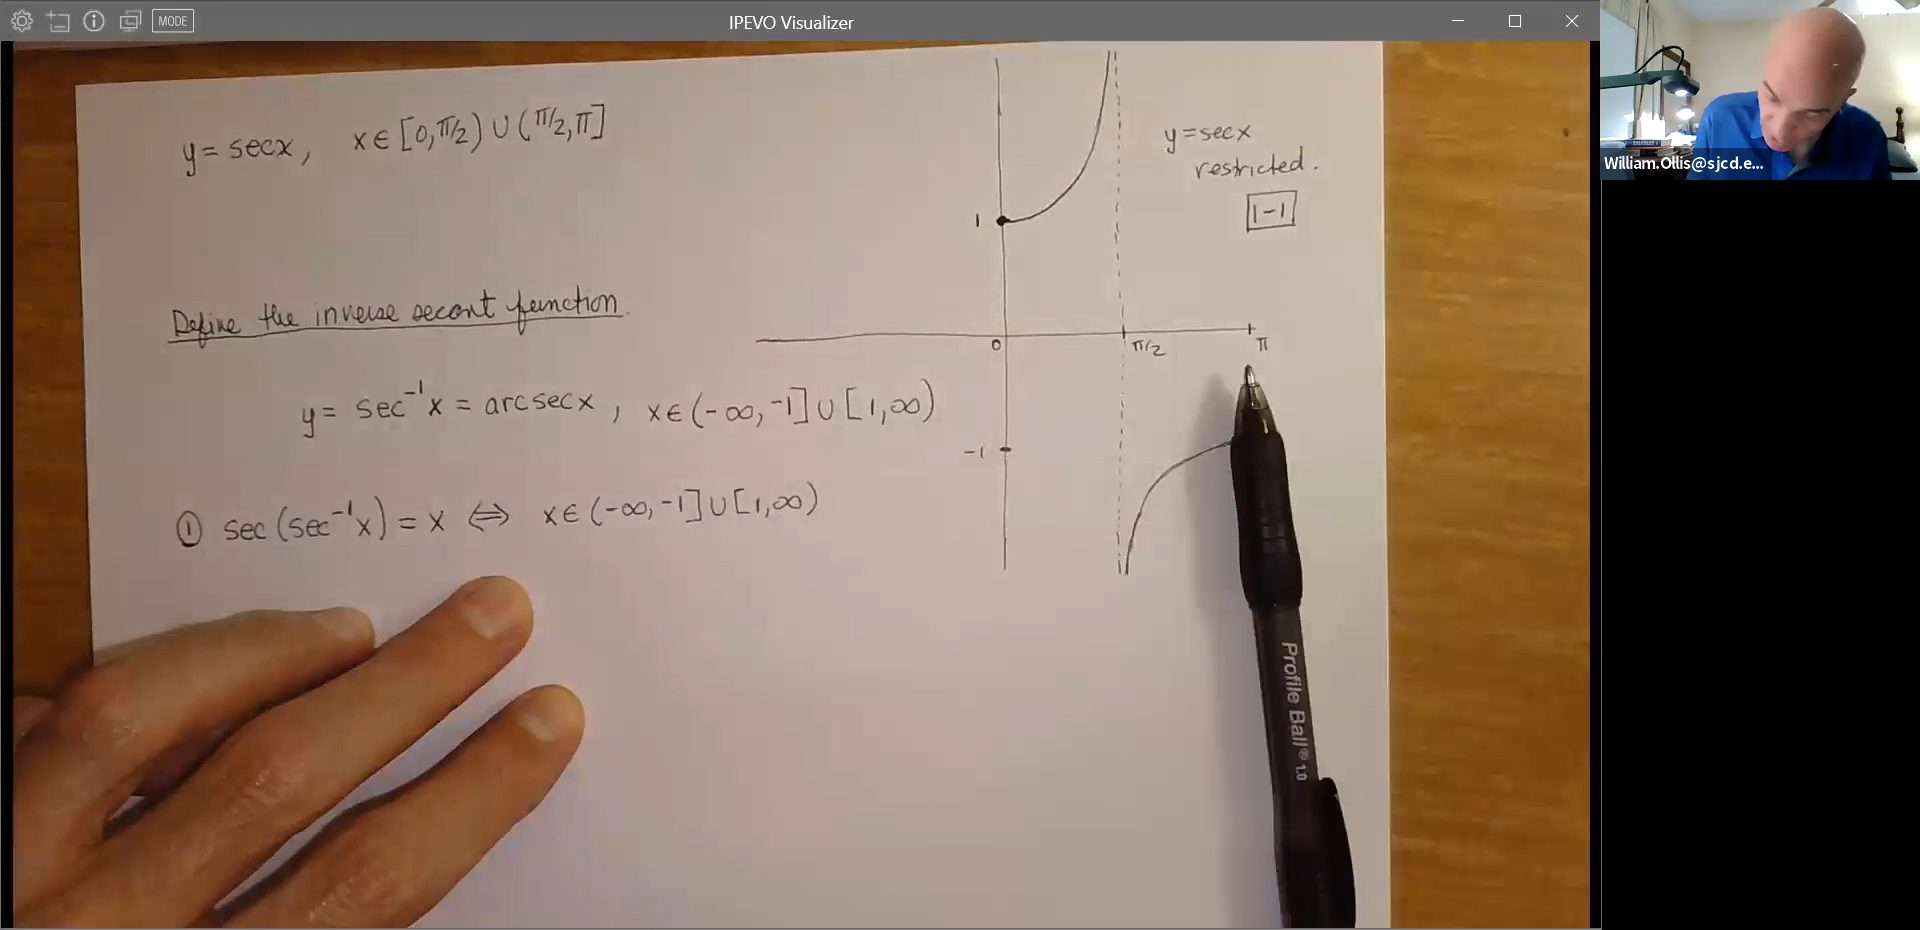 MODE
IPEVO Visualizer
y = secx, x ∈ [0, π/2) ∪ (π/2, π]
y = secx
restricted.
1-1
1
Define the inverse secant function.
0
π/2
π
y = sec⁻¹x = arcsecx, x ∈ (-∞, -1] ∪ [1, ∞)
-1
① sec(sec⁻¹x) = x ⇔ x ∈ (-∞, -1] ∪ [1, ∞)
Profile Ball® 1.0
William.Ollis@sjcd.e...